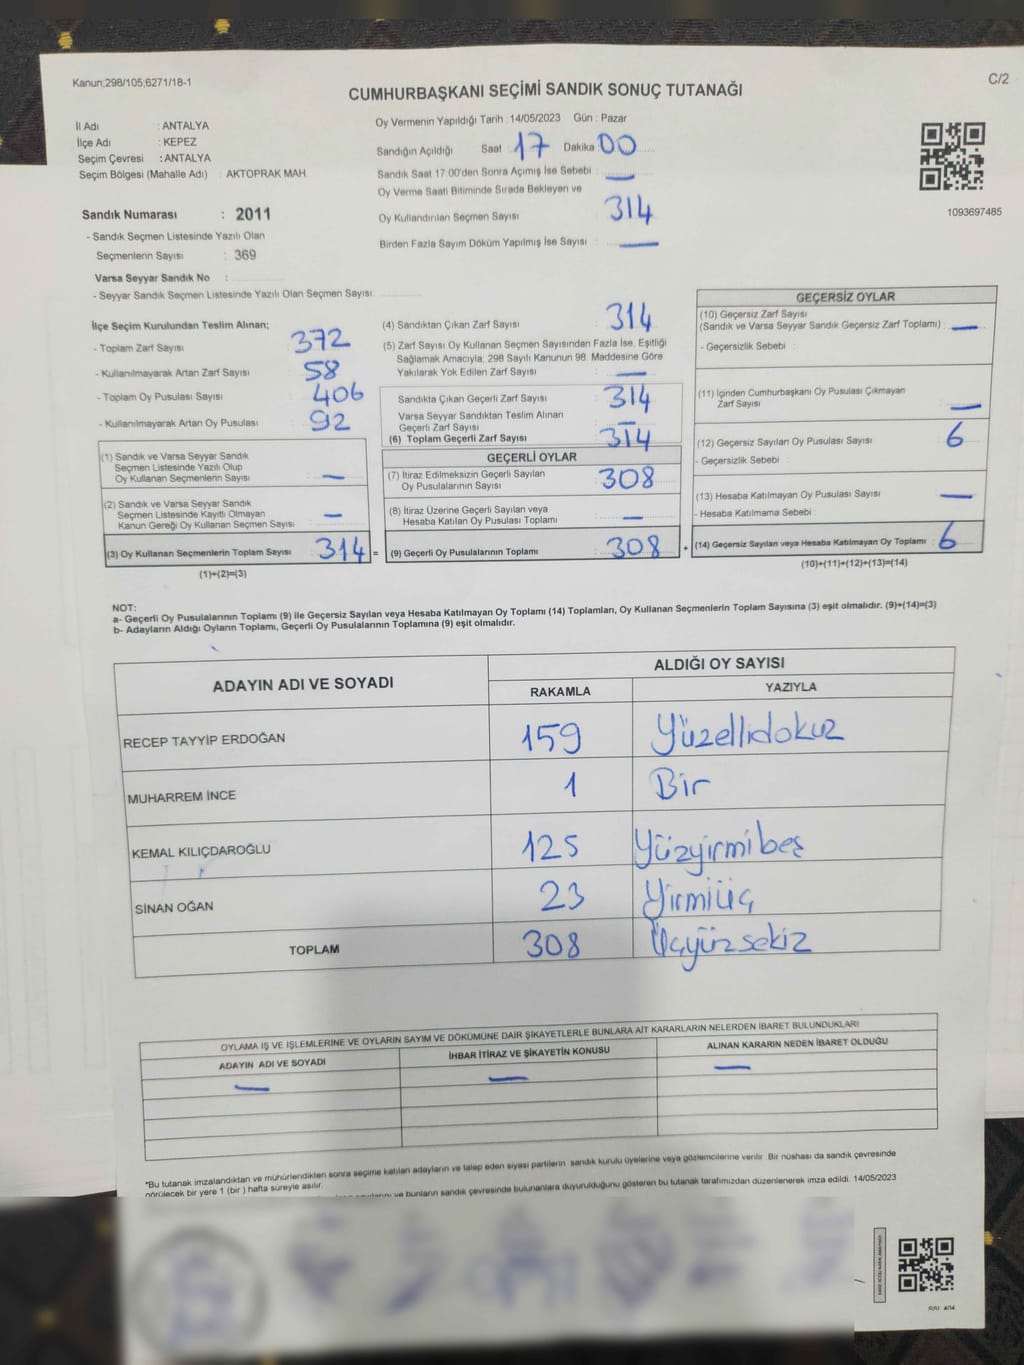 Kanun;298/105;6271/18-1
C/2
CUMHURBAŞKANI SEÇİMİ SANDIK SONUÇ TUTANAĞI
İl Adı : ANTALYA
İlçe Adı : KEPEZ
Seçim Çevresi : ANTALYA
Seçim Bölgesi (Mahalle Adı) : AKTOPRAK MAH.
Sandık Numarası : 2011
- Sandık Seçmen Listesinde Yazılı Olan
Seçmenlerin Sayısı : 369
Varsa Seyyar Sandık No :
- Seyyar Sandık Seçmen Listesinde Yazılı Olan Seçmen Sayısı:
Oy Vermenin Yapıldığı Tarih : 14/05/2023 Gün : Pazar
Sandığın Açıldığı Saat : 17 Dakika : 00
Sandık Saat 17:00'den Sonra Açılmış İse Sebebi : —
Oy Verme Saati Bitiminde Sırada Bekleyen ve
Oy Kullandırılan Seçmen Sayısı : 314
Birden Fazla Sayım Döküm Yapılmış İse Sayısı : —
1093697485
İlçe Seçim Kurulundan Teslim Alınan;
- Toplam Zarf Sayısı : 372
- Kullanılmayarak Artan Zarf Sayısı : 58
- Toplam Oy Pusulası Sayısı : 406
- Kullanılmayarak Artan Oy Pusulası : 92
(1) Sandık ve Varsa Seyyar Sandık
Seçmen Listesinde Yazılı Olup
Oy Kullanan Seçmenlerin Sayısı : —
(2) Sandık ve Varsa Seyyar Sandık
Seçmen Listesinde Kayıtlı Olmayan
Kanun Gereği Oy Kullanan Seçmen Sayısı : —
(3) Oy Kullanan Seçmenlerin Toplam Sayısı : 314 =
(1)+(2)=(3)
(4) Sandıktan Çıkan Zarf Sayısı : 314
(5) Zarf Sayısı Oy Kullanan Seçmen Sayısından Fazla İse, Eşitliği
Sağlamak Amacıyla, 298 Sayılı Kanunun 98. Maddesine Göre
Yakılarak Yok Edilen Zarf Sayısı : —
Sandıkta Çıkan Geçerli Zarf Sayısı : 314
Varsa Seyyar Sandıktan Teslim Alınan
Geçerli Zarf Sayısı : —
(6) Toplam Geçerli Zarf Sayısı : 314
GEÇERLİ OYLAR
(7) İtiraz Edilmeksizin Geçerli Sayılan
Oy Pusulalarının Sayısı : 308
(8) İtiraz Üzerine Geçerli Sayılan veya
Hesaba Katılan Oy Pusulası Toplamı : —
(9) Geçerli Oy Pusulalarının Toplamı : 308 +
GEÇERSİZ OYLAR
(10) Geçersiz Zarf Sayısı
(Sandık ve Varsa Seyyar Sandık Geçersiz Zarf Toplamı) : —
- Geçersizlik Sebebi :
(11) İçinden Cumhurbaşkanı Oy Pusulası Çıkmayan
Zarf Sayısı : —
(12) Geçersiz Sayılan Oy Pusulası Sayısı : 6
- Geçersizlik Sebebi :
(13) Hesaba Katılmayan Oy Pusulası Sayısı : —
- Hesaba Katılmama Sebebi :
(14) Geçersiz Sayılan veya Hesaba Katılmayan Oy Toplamı : 6
(10)+(11)+(12)+(13)=(14)
NOT:
a- Geçerli Oy Pusulalarının Toplamı (9) ile Geçersiz Sayılan veya Hesaba Katılmayan Oy Toplamı (14) Toplamları, Oy Kullanan Seçmenlerin Toplam Sayısına (3) eşit olmalıdır. (9)+(14)=(3)
b- Adayların Aldığı Oyların Toplamı, Geçerli Oy Pusulalarının Toplamına (9) eşit olmalıdır.
ADAYIN ADI VE SOYADI
ALDIĞI OY SAYISI
RAKAMLA YAZIYLA
RECEP TAYYİP ERDOĞAN 159 Yüzellidokuz
MUHARREM İNCE 1 Bir
KEMAL KILIÇDAROĞLU 125 Yüzyirmibeş
SİNAN OĞAN 23 Yirmiüç
TOPLAM 308 Üçyüzsekiz
OYLAMA İŞ VE İŞLEMLERİNE VE OYLARIN SAYIM VE DÖKÜMÜNE DAİR ŞİKAYETLERLE BUNLARA AİT KARARLARIN NELERDEN İBARET BULUNDUKLARI
ADAYIN ADI VE SOYADI İHBAR İTİRAZ VE ŞİKAYETİN KONUSU ALINAN KARARIN NEDEN İBARET OLDUĞU
— — —
*Bu tutanak imzalandıktan ve mühürlendikten sonra seçime katılan adayların ve talep eden siyasi partilerin sandık kurulu üyelerine veya gözlemcilerine verilir. Bir nüshası da sandık çevresinde
görülecek bir yere 1 (bir) hafta süreyle asılır.
ve bunların sandık çevresinde bulunanlara duyurulduğunu gösteren bu tutanak tarafımızdan düzenlenerek imza edildi. 14/05/2023